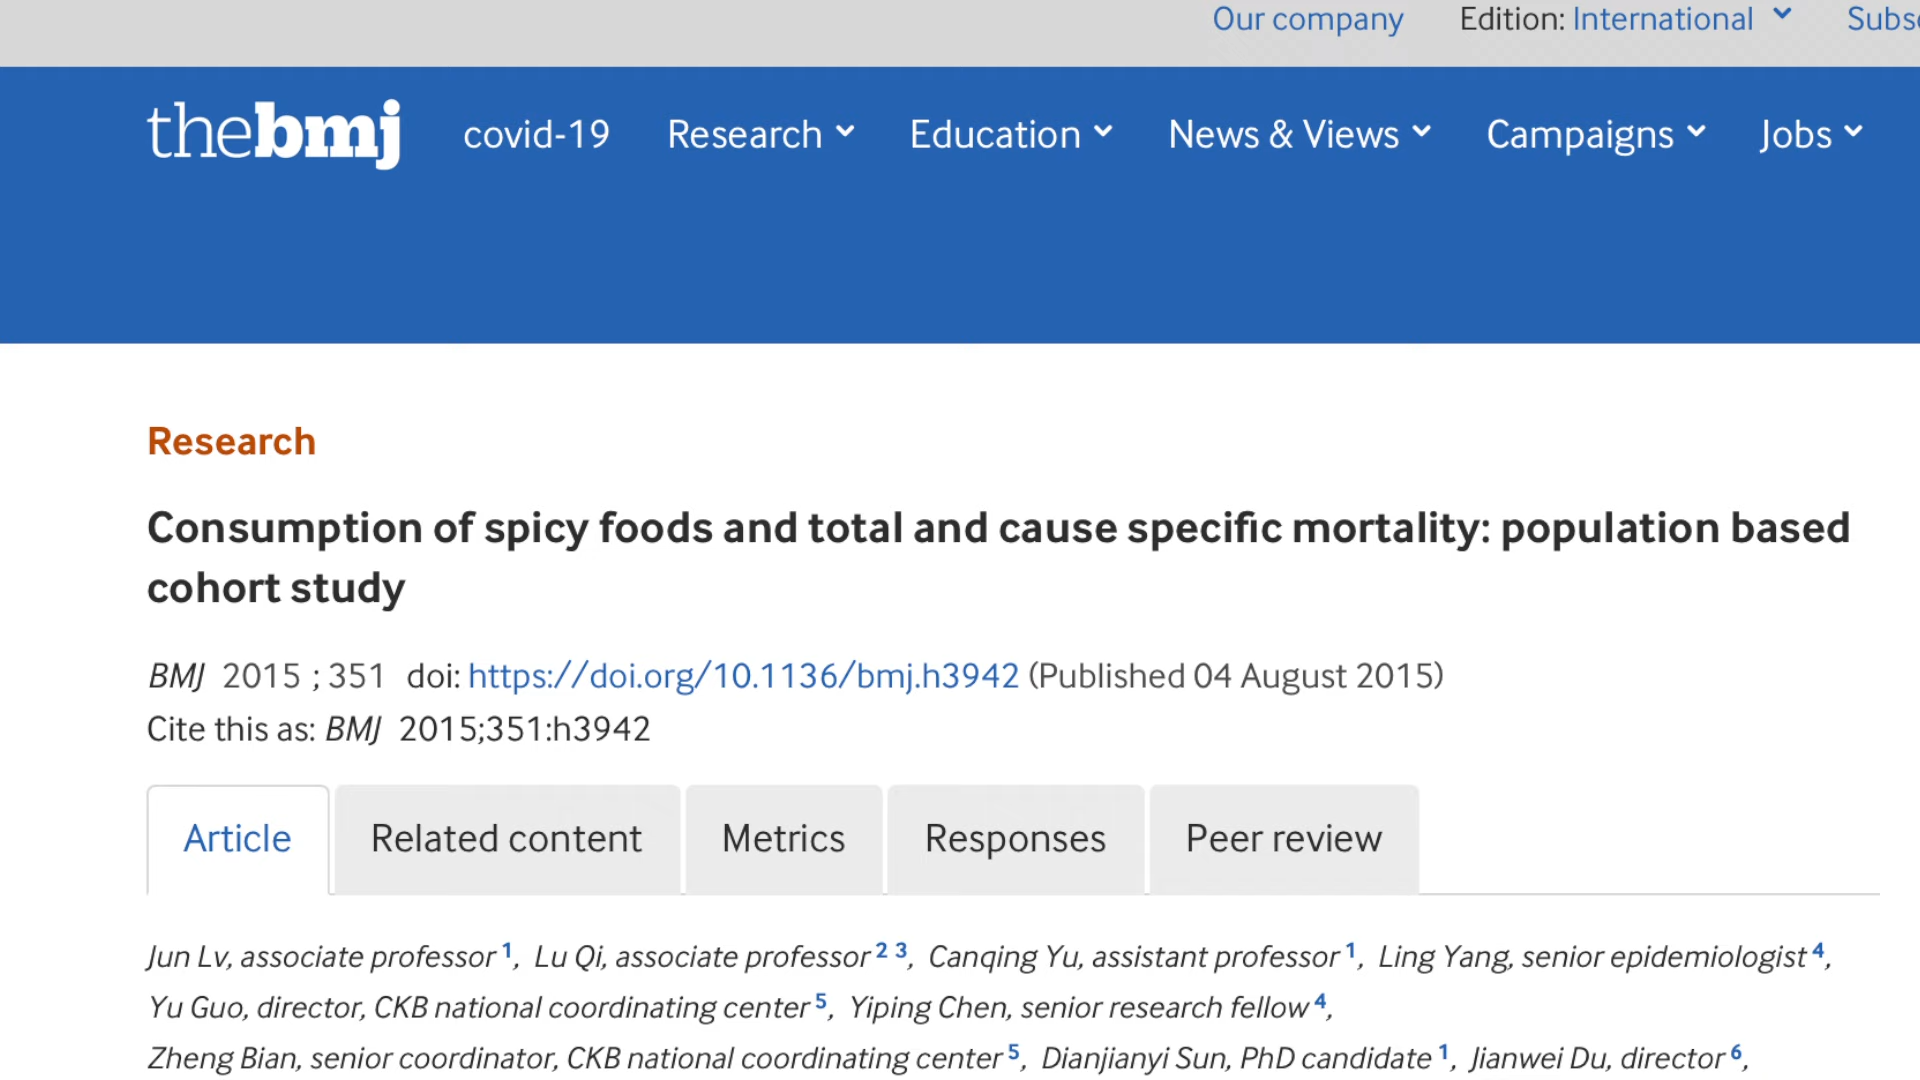 Our company Edition: International
thebmj covid-19 Research Education News & Views Campaigns Jobs
Research
Consumption of spicy foods and total and cause specific mortality: population based
cohort study
BMJ 2015 ; 351 doi: https://doi.org/10.1136/bmj.h3942 (Published 04 August 2015)
Cite this as: BMJ 2015;351:h3942
Article Related content Metrics Responses Peer review
Jun Lv, associate professor 1, Lu Qi, associate professor 2 3, Canqing Yu, assistant professor 1, Ling Yang, senior epidemiologist 4,
Yu Guo, director, CKB national coordinating center 5, Yiping Chen, senior research fellow 4,
Zheng Bian, senior coordinator, CKB national coordinating center 5, Dianjianyi Sun, PhD candidate 1, Jianwei Du, director 6,